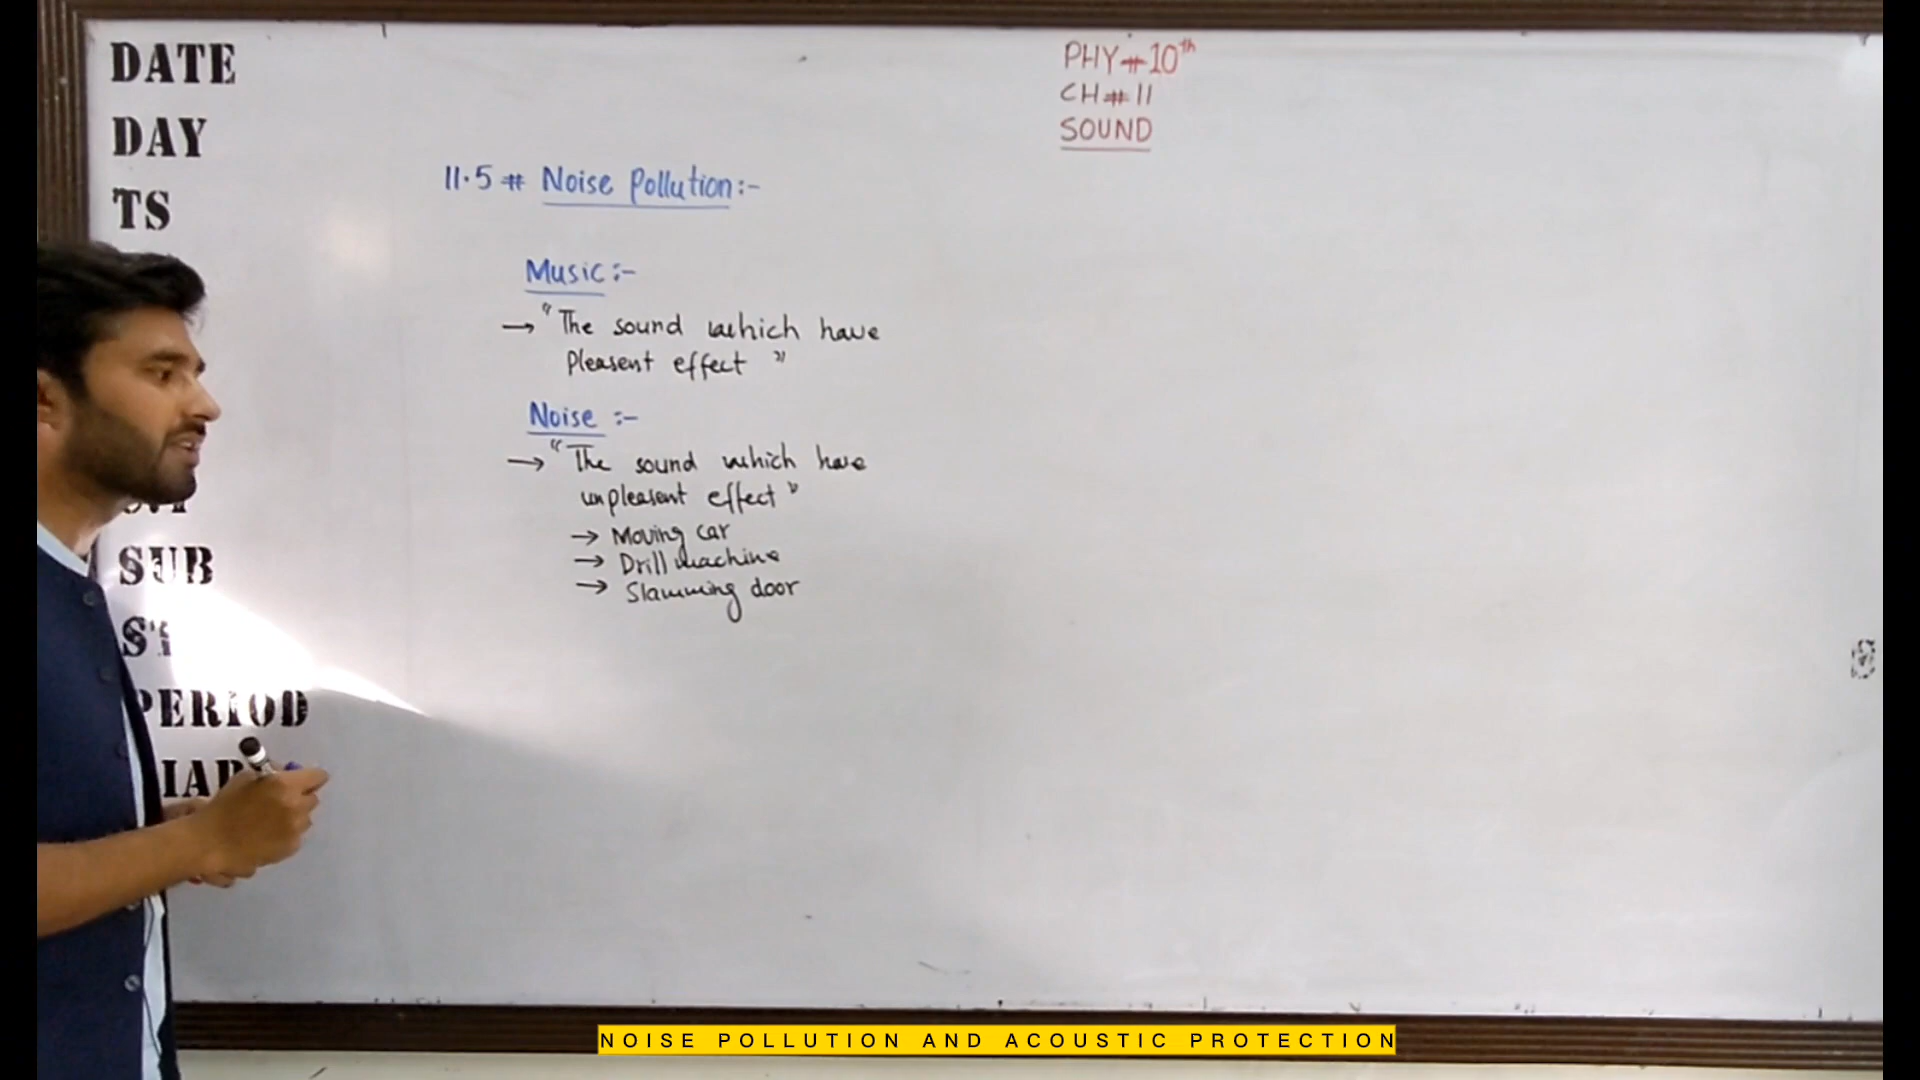 DATE
DAY
TS
SUB
PERIOD
PHY#10th
CH#11
SOUND
11.5 # Noise Pollution:-
Music:-
→ "The sound which have
Pleasent effect"
Noise:-
→ "The sound which have
unpleasent effect"
→ Moving car
→ Drill machine
→ Slamming door
NOISE POLLUTION AND ACOUSTIC PROTECTION